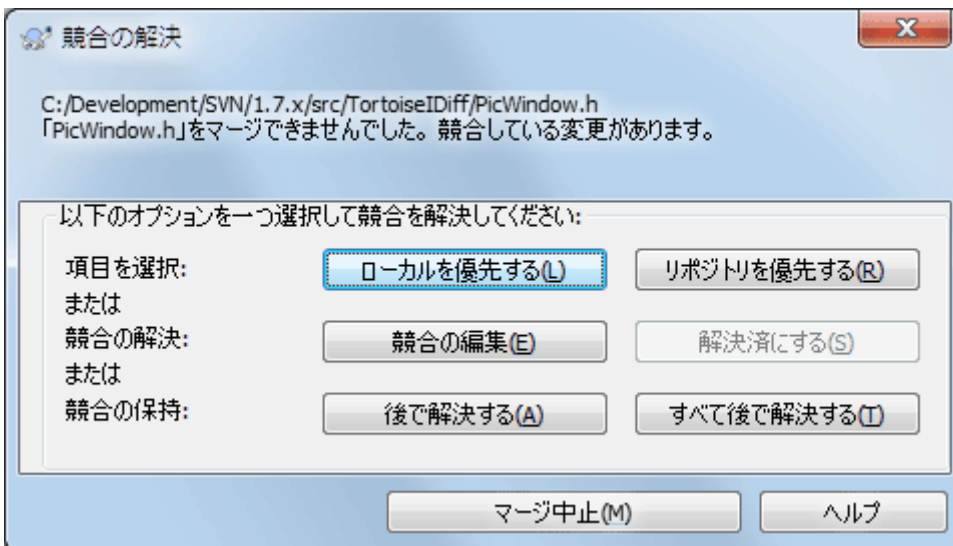 競合の解決
C:/Development/SVN/1.7.x/src/TortoiseIDiff/PicWindow.h
「PicWindow.h」をマージできませんでした。競合している変更があります。
以下のオプションを一つ選択して競合を解決してください:
項目を選択: ローカルを優先する(L) リポジトリを優先する(R)
または
競合の解決: 競合の編集(E) 解決済にする(S)
または
競合の保持: 後で解決する(A) すべて後で解決する(T)
マージ中止(M) ヘルプ